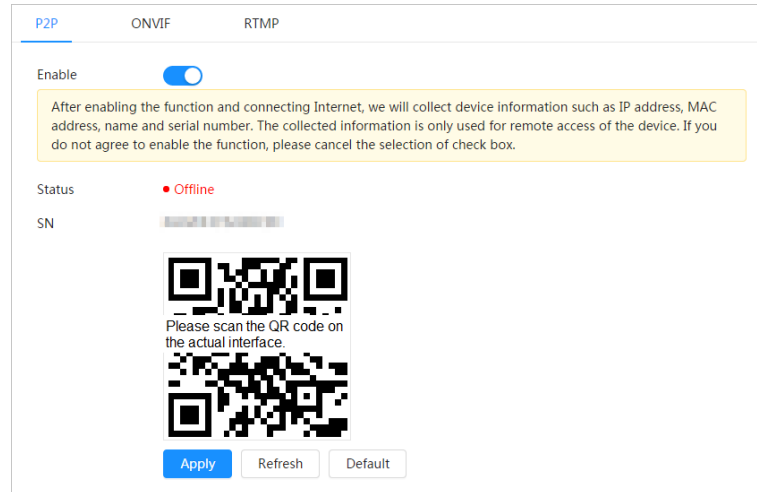 P2P ONVIF RTMP
Enable
After enabling the function and connecting Internet, we will collect device information such as IP address, MAC
address, name and serial number. The collected information is only used for remote access of the device. If you
do not agree to enable the function, please cancel the selection of check box.
Status Offline
SN
Please scan the QR code on
the actual interface.
Apply Refresh Default